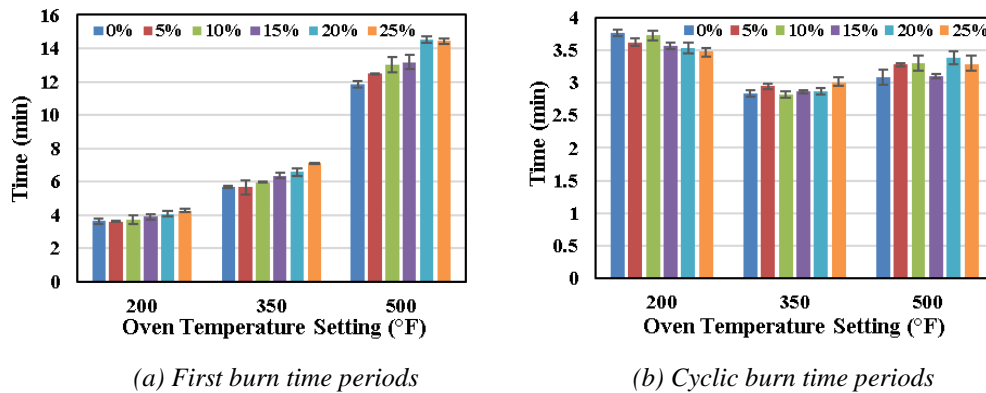 16
14
12
10
8
6
4
2
0
Time (min)
0% 5% 10% 15% 20% 25%
200 350 500
Oven Temperature Setting (°F)
(a) First burn time periods
4
3.5
3
2.5
2
1.5
1
0.5
0
Time (min)
0% 5% 10% 15% 20% 25%
200 350 500
Oven Temperature Setting (°F)
(b) Cyclic burn time periods